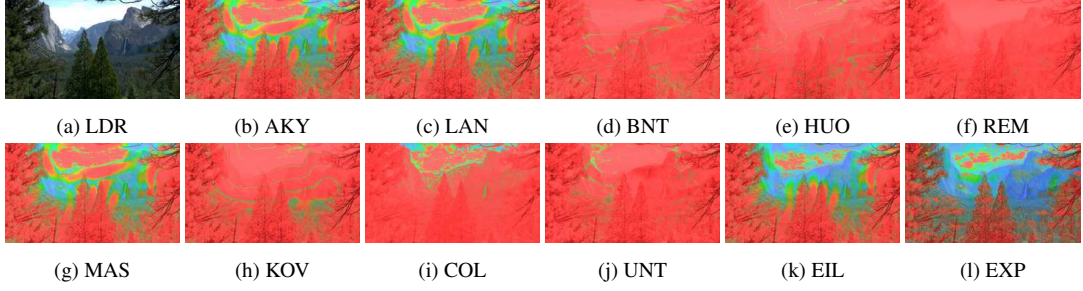 (a) LDR (b) AKY (c) LAN (d) BNT (e) HUO (f) REM
(g) MAS (h) KOV (i) COL (j) UNT (k) EIL (l) EXP